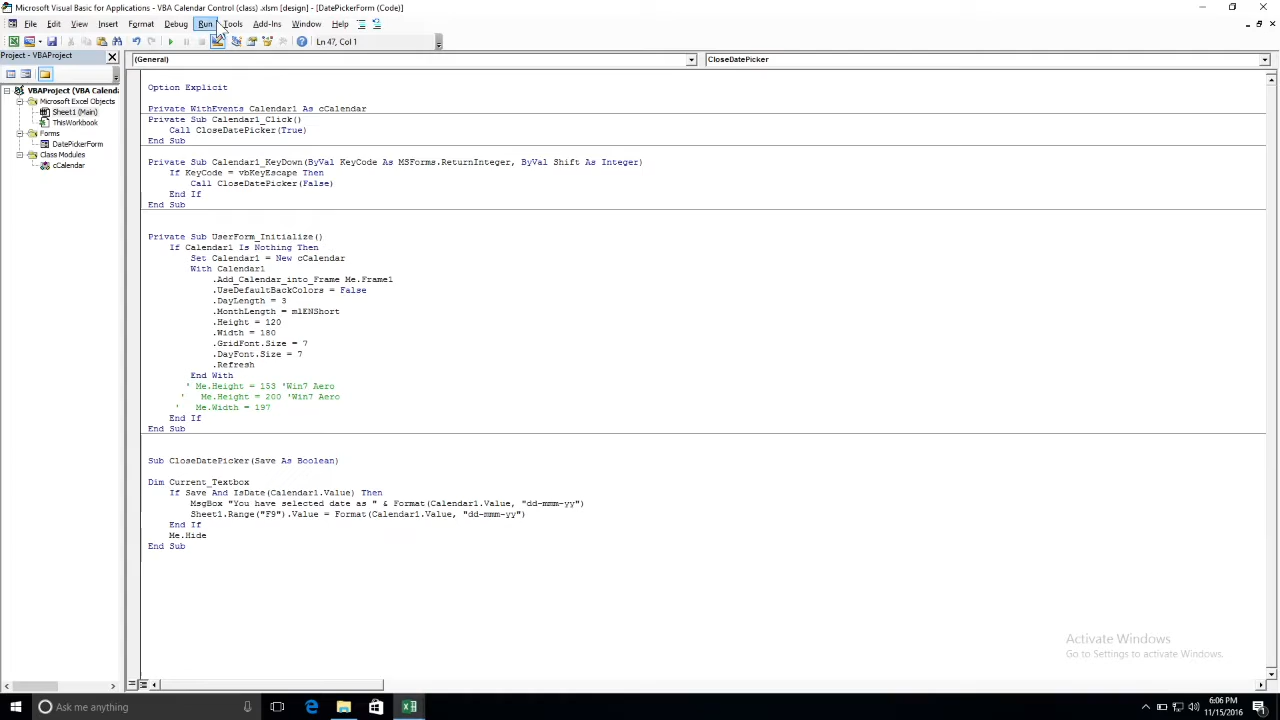 Microsoft Visual Basic for Applications - VBA Calendar Control (class) .xlsm [design] - [DatePickerForm (Code)]
File Edit View Insert Format Debug Run Tools Add-Ins Window Help
Ln 47, Col 1
Project - VBAProject
(General) CloseDatePicker
VBAProject (VBA Calenda
Microsoft Excel Objects
Sheet1 (Main)
ThisWorkbook
Forms
DatePickerForm
Class Modules
cCalendar
Option Explicit
Private WithEvents Calendar1 As cCalendar
Private Sub Calendar1_Click()
Call CloseDatePicker(True)
End Sub
Private Sub Calendar1_KeyDown(ByVal KeyCode As MSForms.ReturnInteger, ByVal Shift As Integer)
If KeyCode = vbKeyEscape Then
Call CloseDatePicker(False)
End If
End Sub
Private Sub UserForm_Initialize()
If Calendar1 Is Nothing Then
Set Calendar1 = New cCalendar
With Calendar1
.Add_Calendar_into_Frame Me.Frame1
.UseDefaultBackColors = False
.DayLength = 3
.MonthLength = mlENShort
.Height = 120
.Width = 180
.GridFont.Size = 7
.DayFont.Size = 7
.Refresh
End With
' Me.Height = 153 'Win7 Aero
' Me.Height = 200 'Win7 Aero
' Me.Width = 197
End If
End Sub
Sub CloseDatePicker(Save As Boolean)
Dim Current_Textbox
If Save And IsDate(Calendar1.Value) Then
MsgBox "You have selected date as " & Format(Calendar1.Value, "dd-mmm-yy")
Sheet1.Range("F9").Value = Format(Calendar1.Value, "dd-mmm-yy")
End If
Me.Hide
End Sub
Activate Windows
Go to Settings to activate Windows.
Ask me anything
6:06 PM
11/15/2016